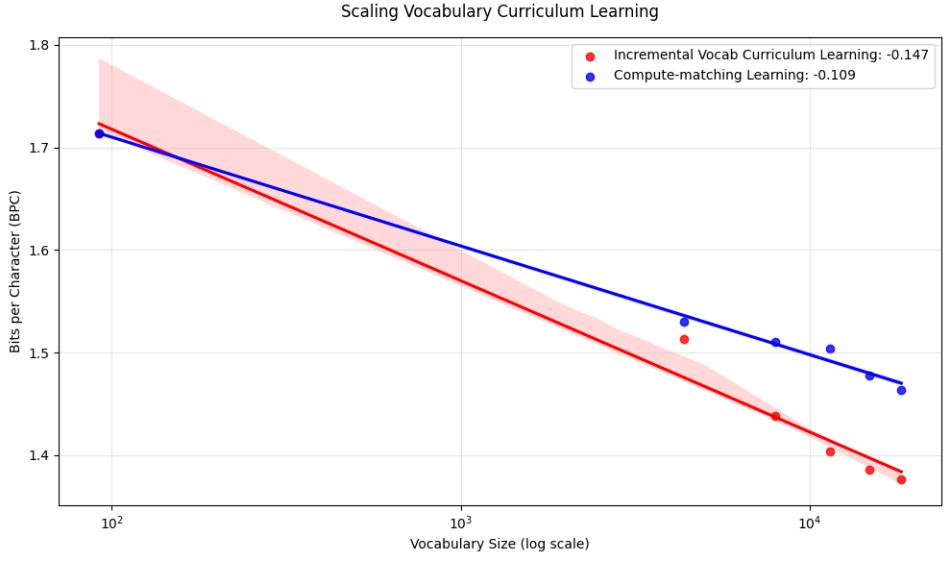 Scaling Vocabulary Curriculum Learning
Incremental Vocab Curriculum Learning: -0.147
Compute-matching Learning: -0.109
Bits per Character (BPC)
1.8
1.7
1.6
1.5
1.4
10²
10³
10⁴
Vocabulary Size (log scale)